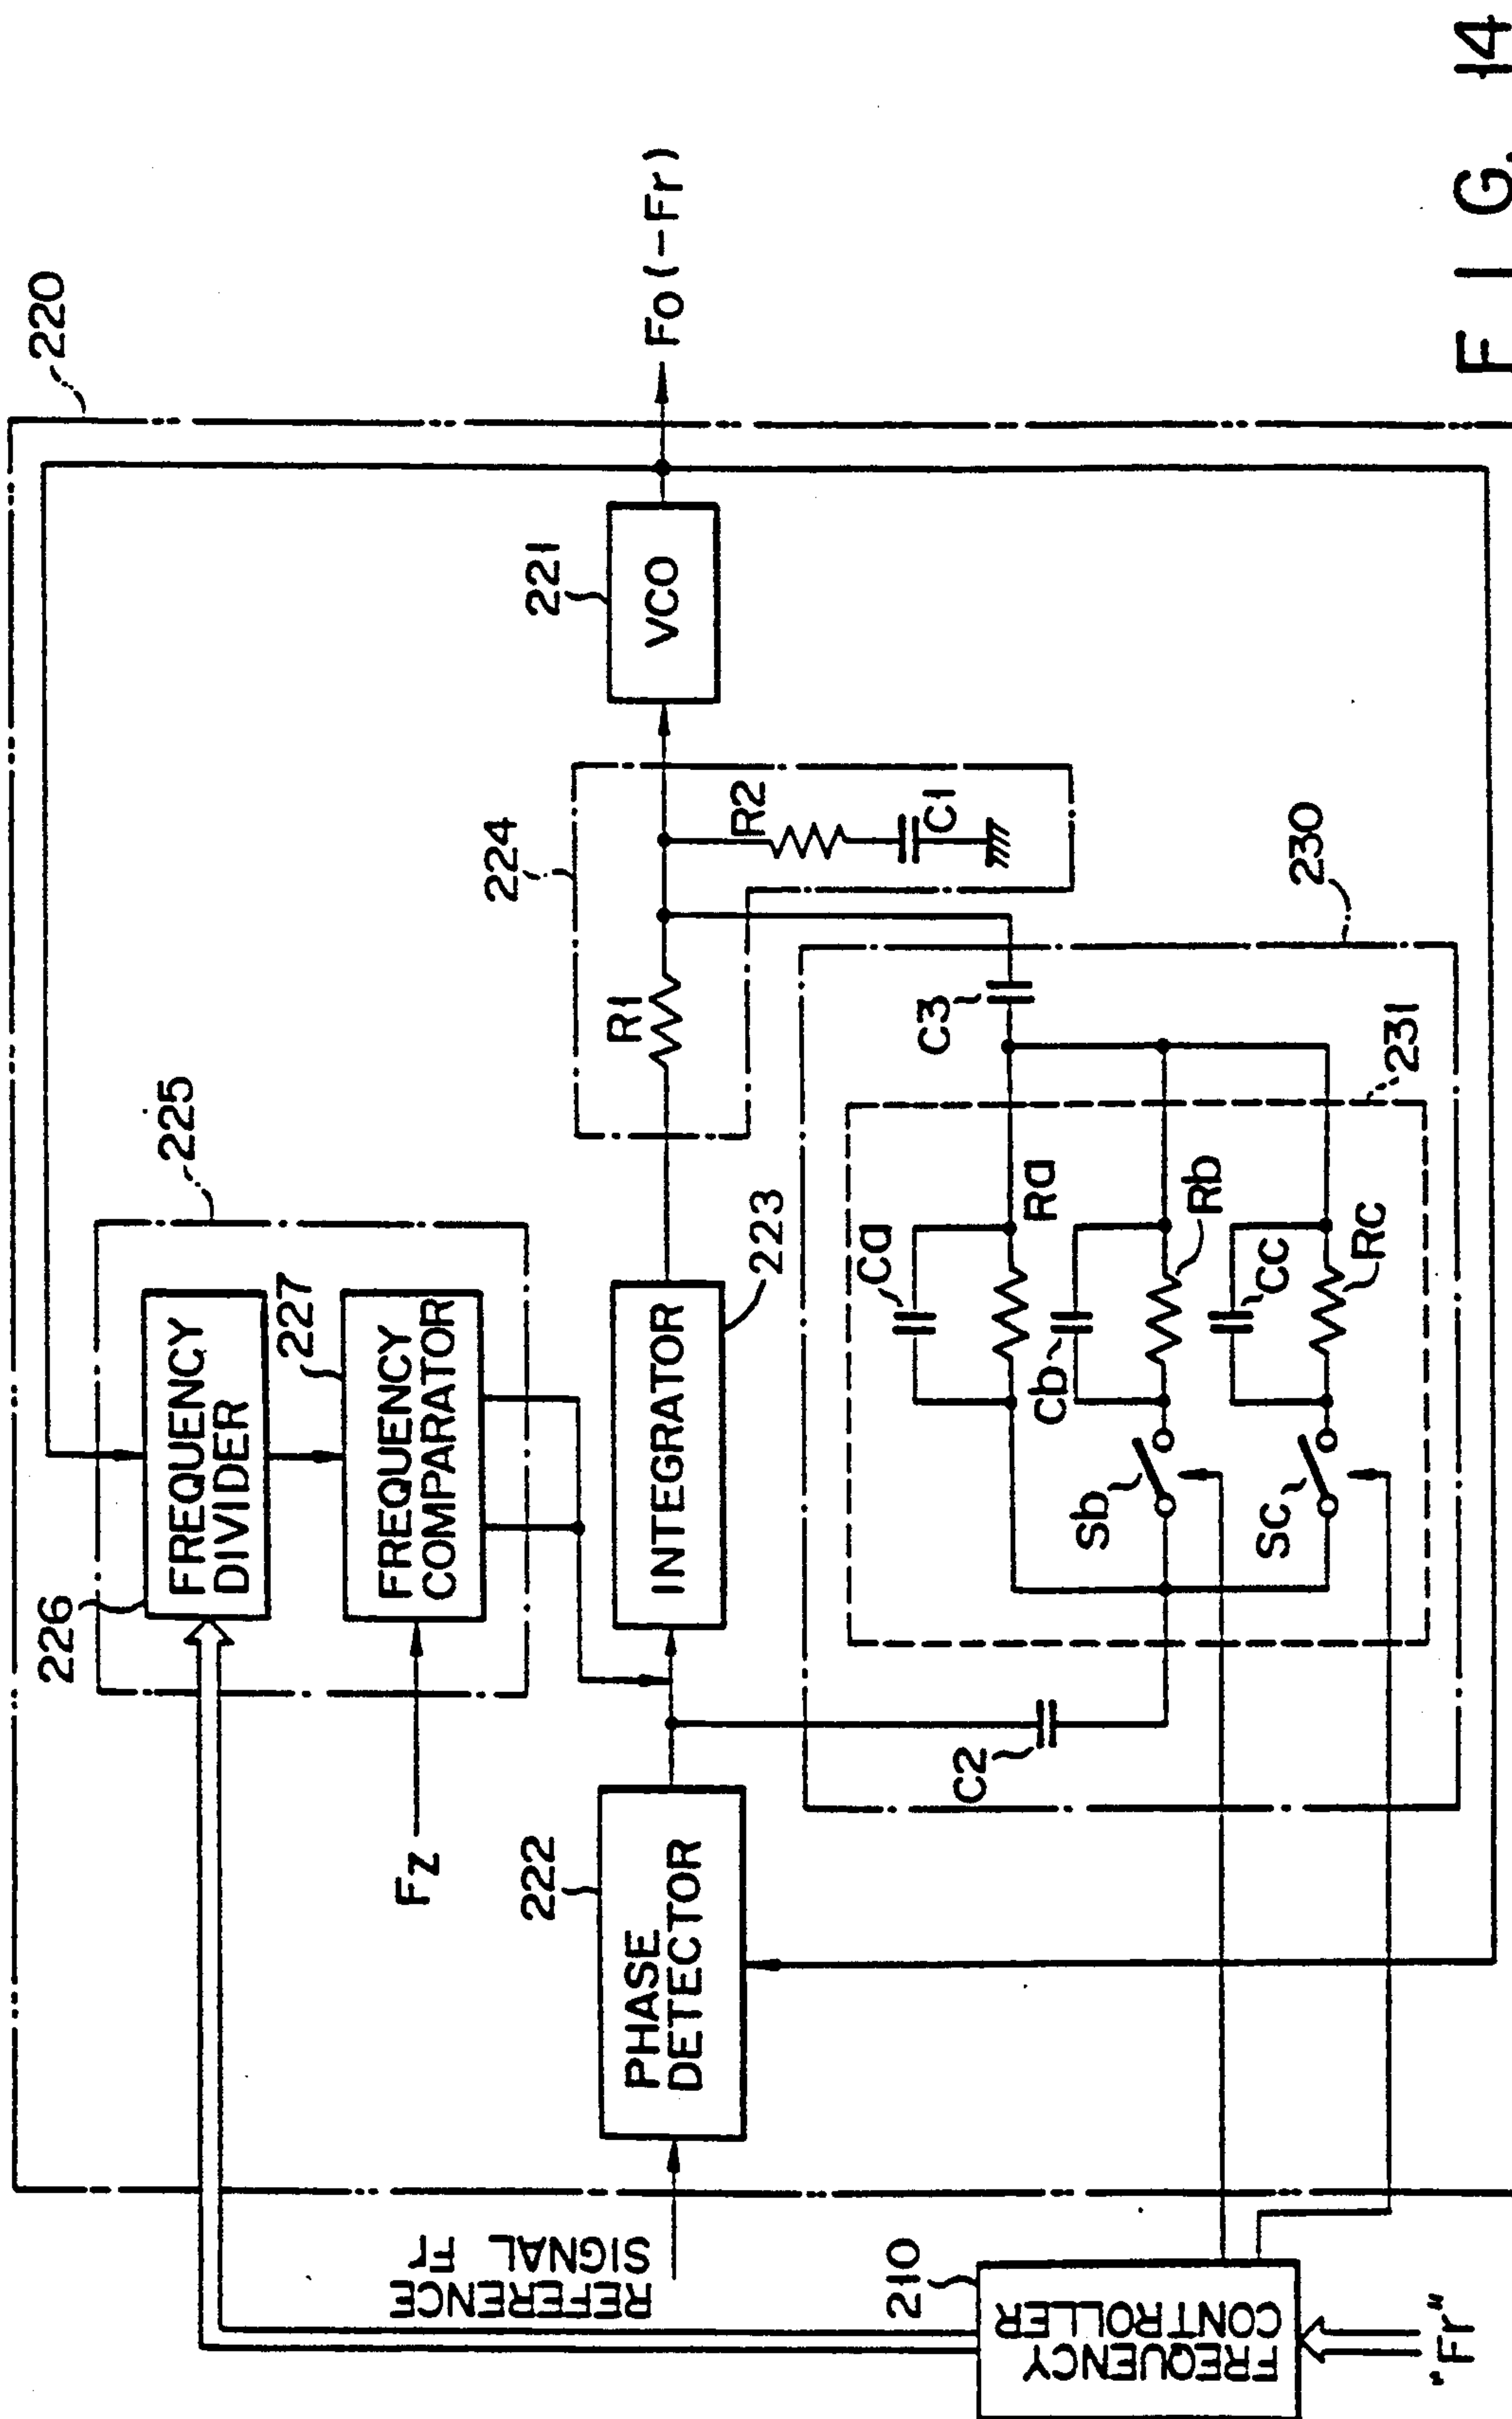 220
225
226
FREQUENCY
DIVIDER
227
FREQUENCY
COMPARATOR
Fz
REFERENCE
SIGNAL Fr
222
PHASE
DETECTOR
INTEGRATOR
223
224
R1
R2
C1
221
VCO
Fo (-Fr)
230
C2
C3
231
Ca
Ra
Cb
Rb
Sb
Cc
Rc
Sc
210
FREQUENCY
CONTROLLER
"Fr"
FIG. 14